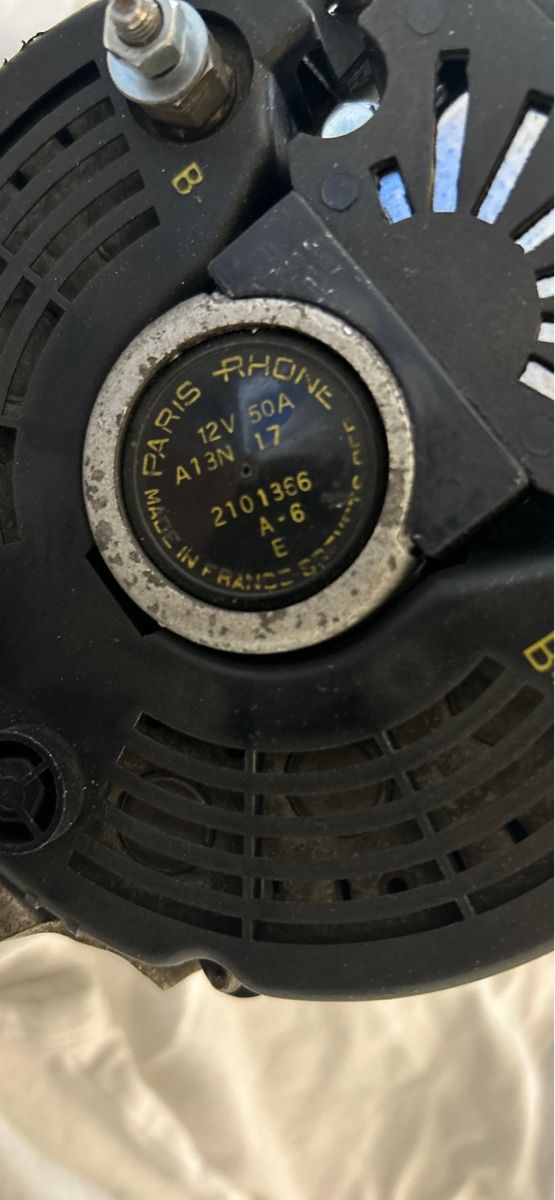 B-
PARIS-RHONE
12V 50A
A13N 17
2101366
A-6
E
MADE IN FRANCE
B